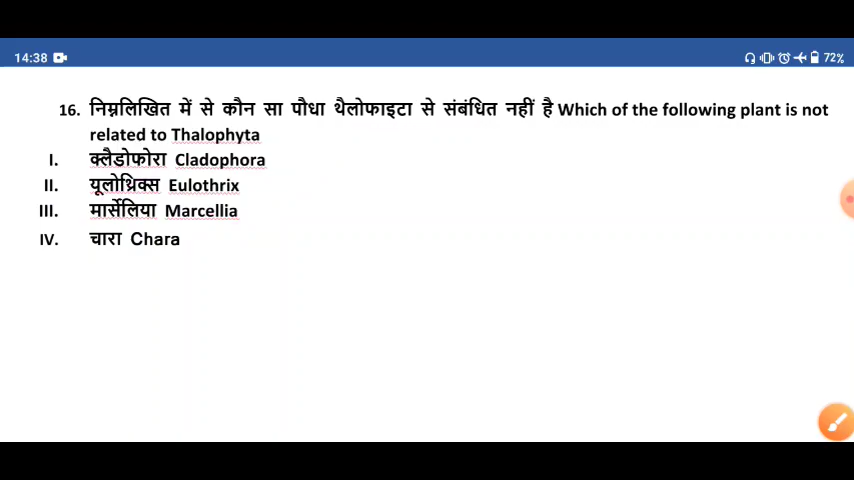 14:38 72%
16. निम्नलिखित में से कौन सा पौधा थैलोफाइटा से संबंधित नहीं है Which of the following plant is not
related to Thalophyta
I. क्लैडोफोरा Cladophora
II. यूलोथ्रिक्स Eulothrix
III. मार्सेलिया Marcellia
IV. चारा Chara